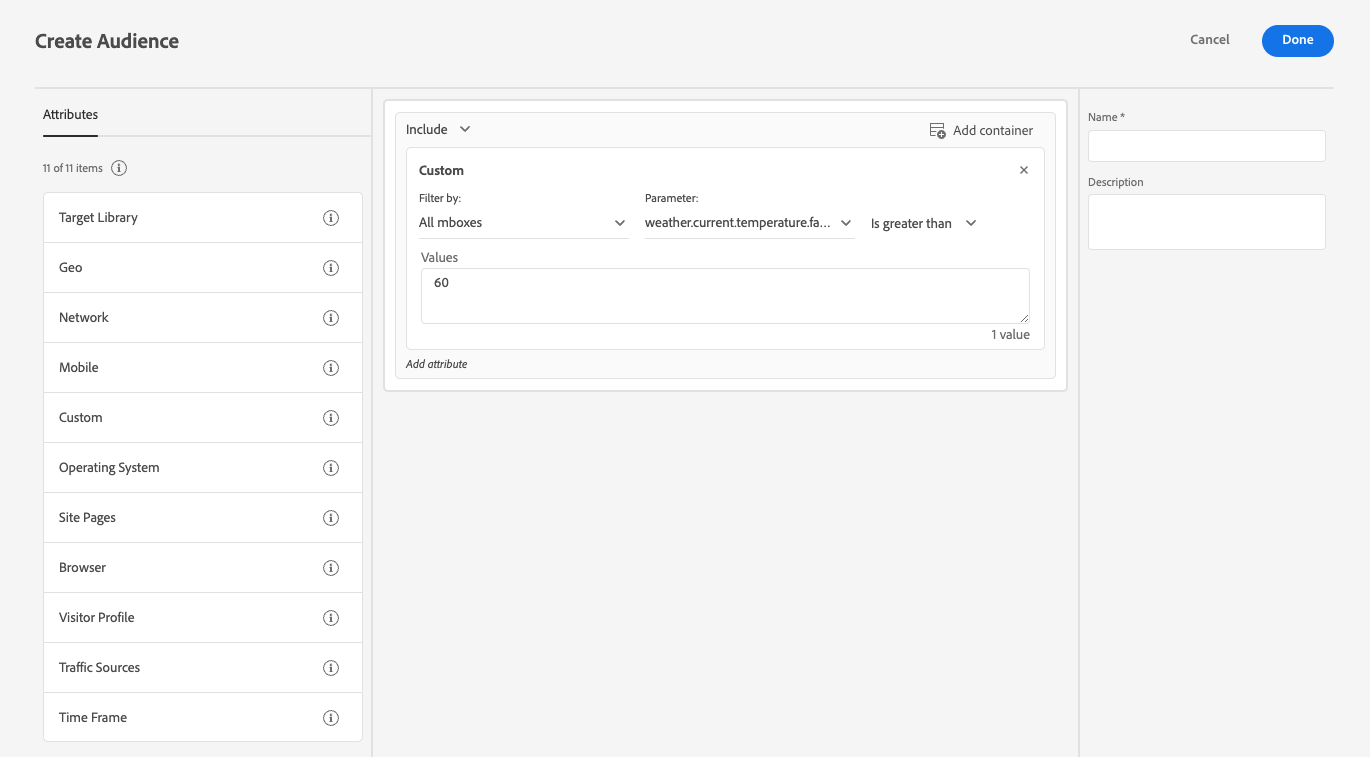 Create Audience
Cancel
Done
Attributes
11 of 11 items
Target Library
Geo
Network
Mobile
Custom
Operating System
Site Pages
Browser
Visitor Profile
Traffic Sources
Time Frame
Include
Add container
Custom
Filter by:
Parameter:
All mboxes
weather.current.temperature.fa...
Is greater than
Values
60
1 value
Add attribute
Name *
Description